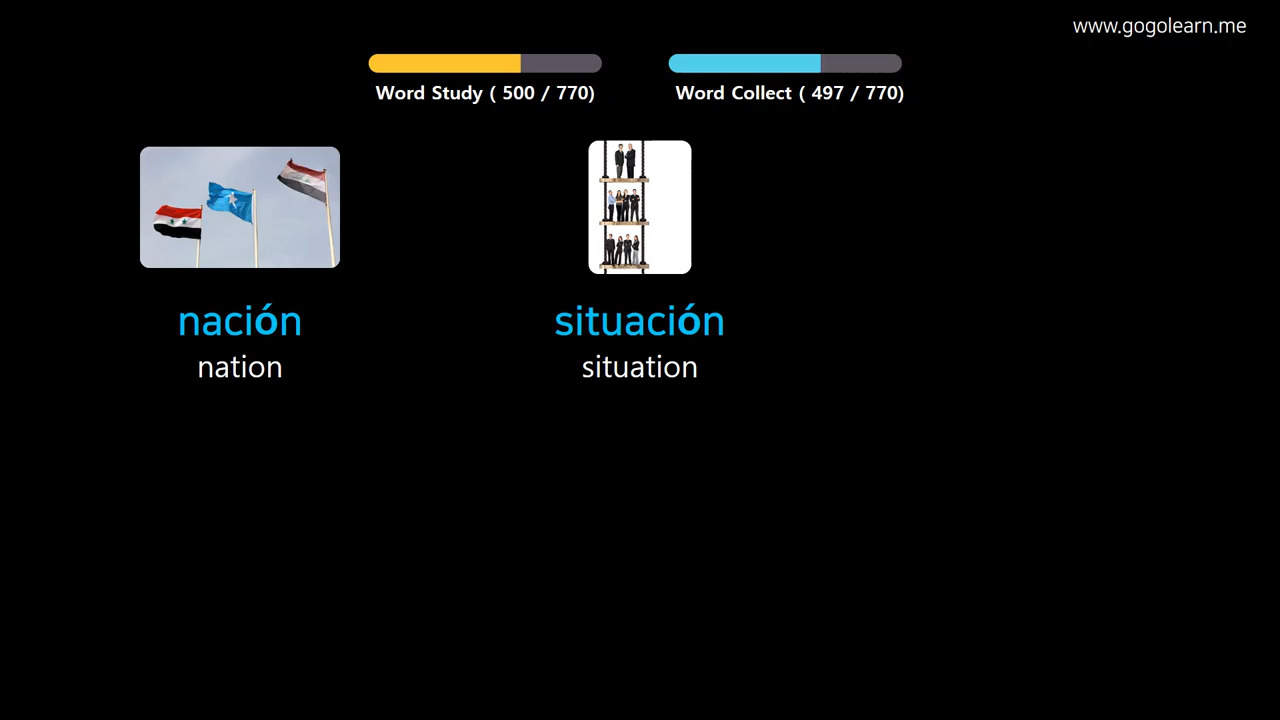 www.gogolearn.me
Word Study ( 500 / 770)
Word Collect ( 497 / 770)
nación
situación
nation
situation